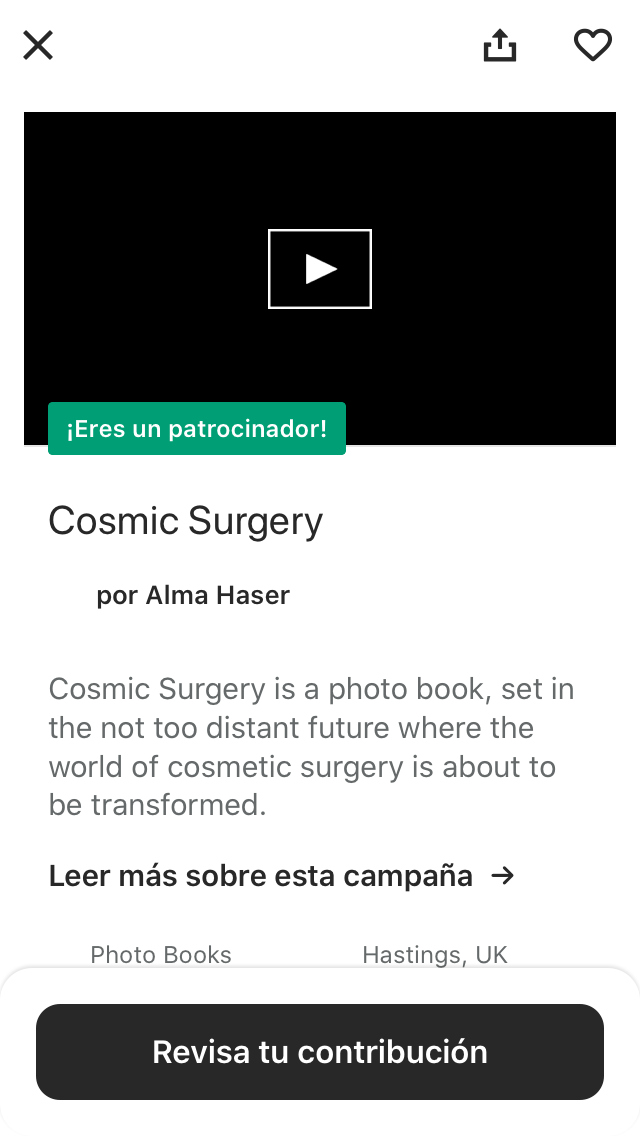 ¡Eres un patrocinador!
Cosmic Surgery
por Alma Haser
Cosmic Surgery is a photo book, set in
the not too distant future where the
world of cosmetic surgery is about to
be transformed.
Leer más sobre esta campaña →
Photo Books
Hastings, UK
Revisa tu contribución